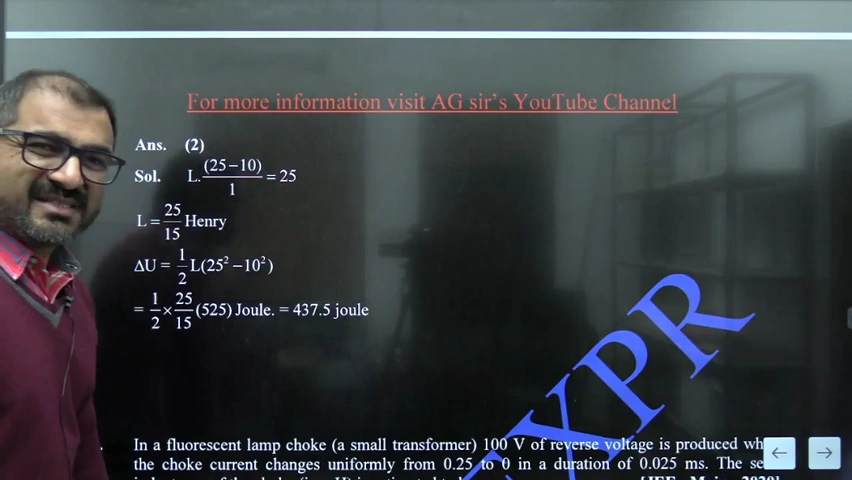 For more information visit AG sir's YouTube Channel
Ans. (2)
Sol. L.(25−10)/1 = 25
L = 25/15 Henry
ΔU = 1/2 L(25² −10²)
= 1/2 × 25/15 (525) Joule. = 437.5 joule
EXPR
In a fluorescent lamp choke (a small transformer) 100 V of reverse voltage is produced
the choke current changes uniformly from 0.25 to 0 in a duration of 0.025 ms. The